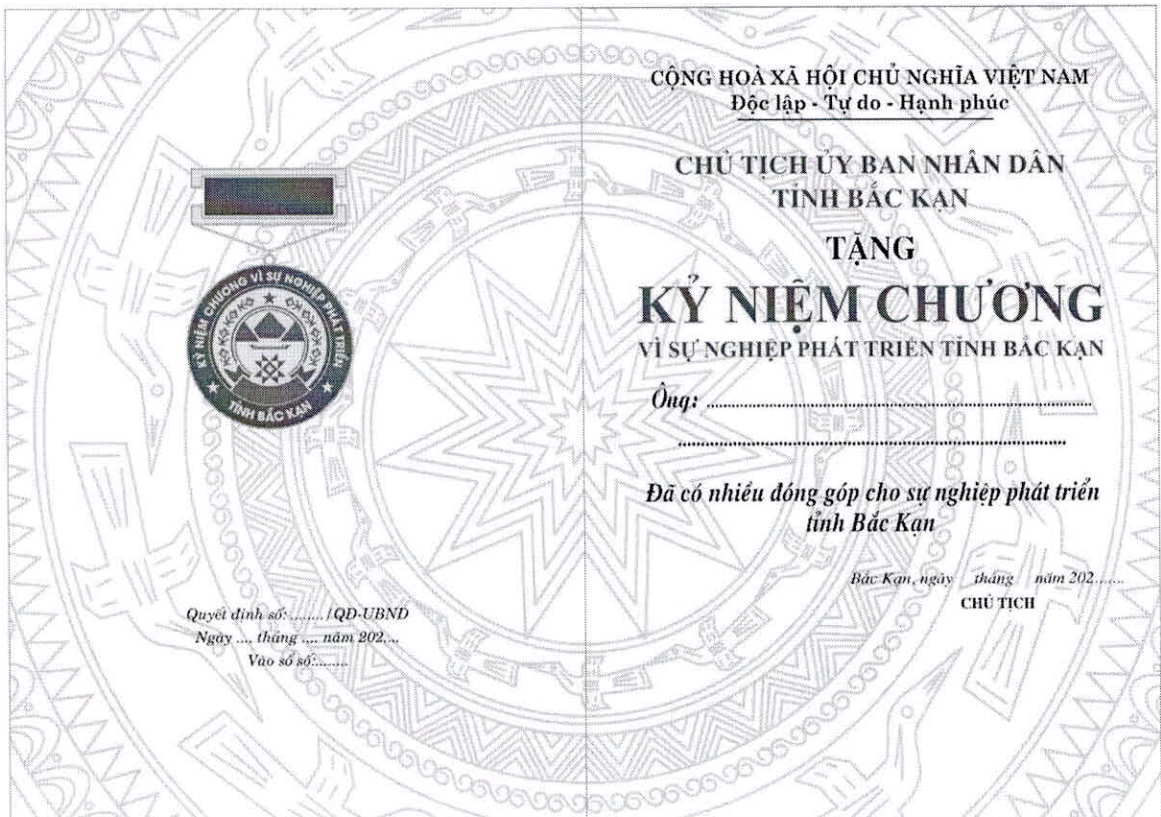 KỶ NIỆM CHƯƠNG VÌ SỰ NGHIỆP PHÁT TRIỂN
TỈNH BẮC KẠN
Quyết định số: ......../QD-UBND
Ngày .... tháng .... năm 202....
Vào sổ số:........
CỘNG HOÀ XÃ HỘI CHỦ NGHĨA VIỆT NAM
Độc lập - Tự do - Hạnh phúc
CHỦ TỊCH ỦY BAN NHÂN DÂN
TỈNH BẮC KẠN
TẶNG
KỶ NIỆM CHƯƠNG
VÌ SỰ NGHIỆP PHÁT TRIỂN TỈNH BẮC KẠN
Ông: ................................................................
................................................................
Đã có nhiều đóng góp cho sự nghiệp phát triển
tỉnh Bắc Kạn
Bắc Kạn, ngày tháng năm 202.......
CHỦ TỊCH